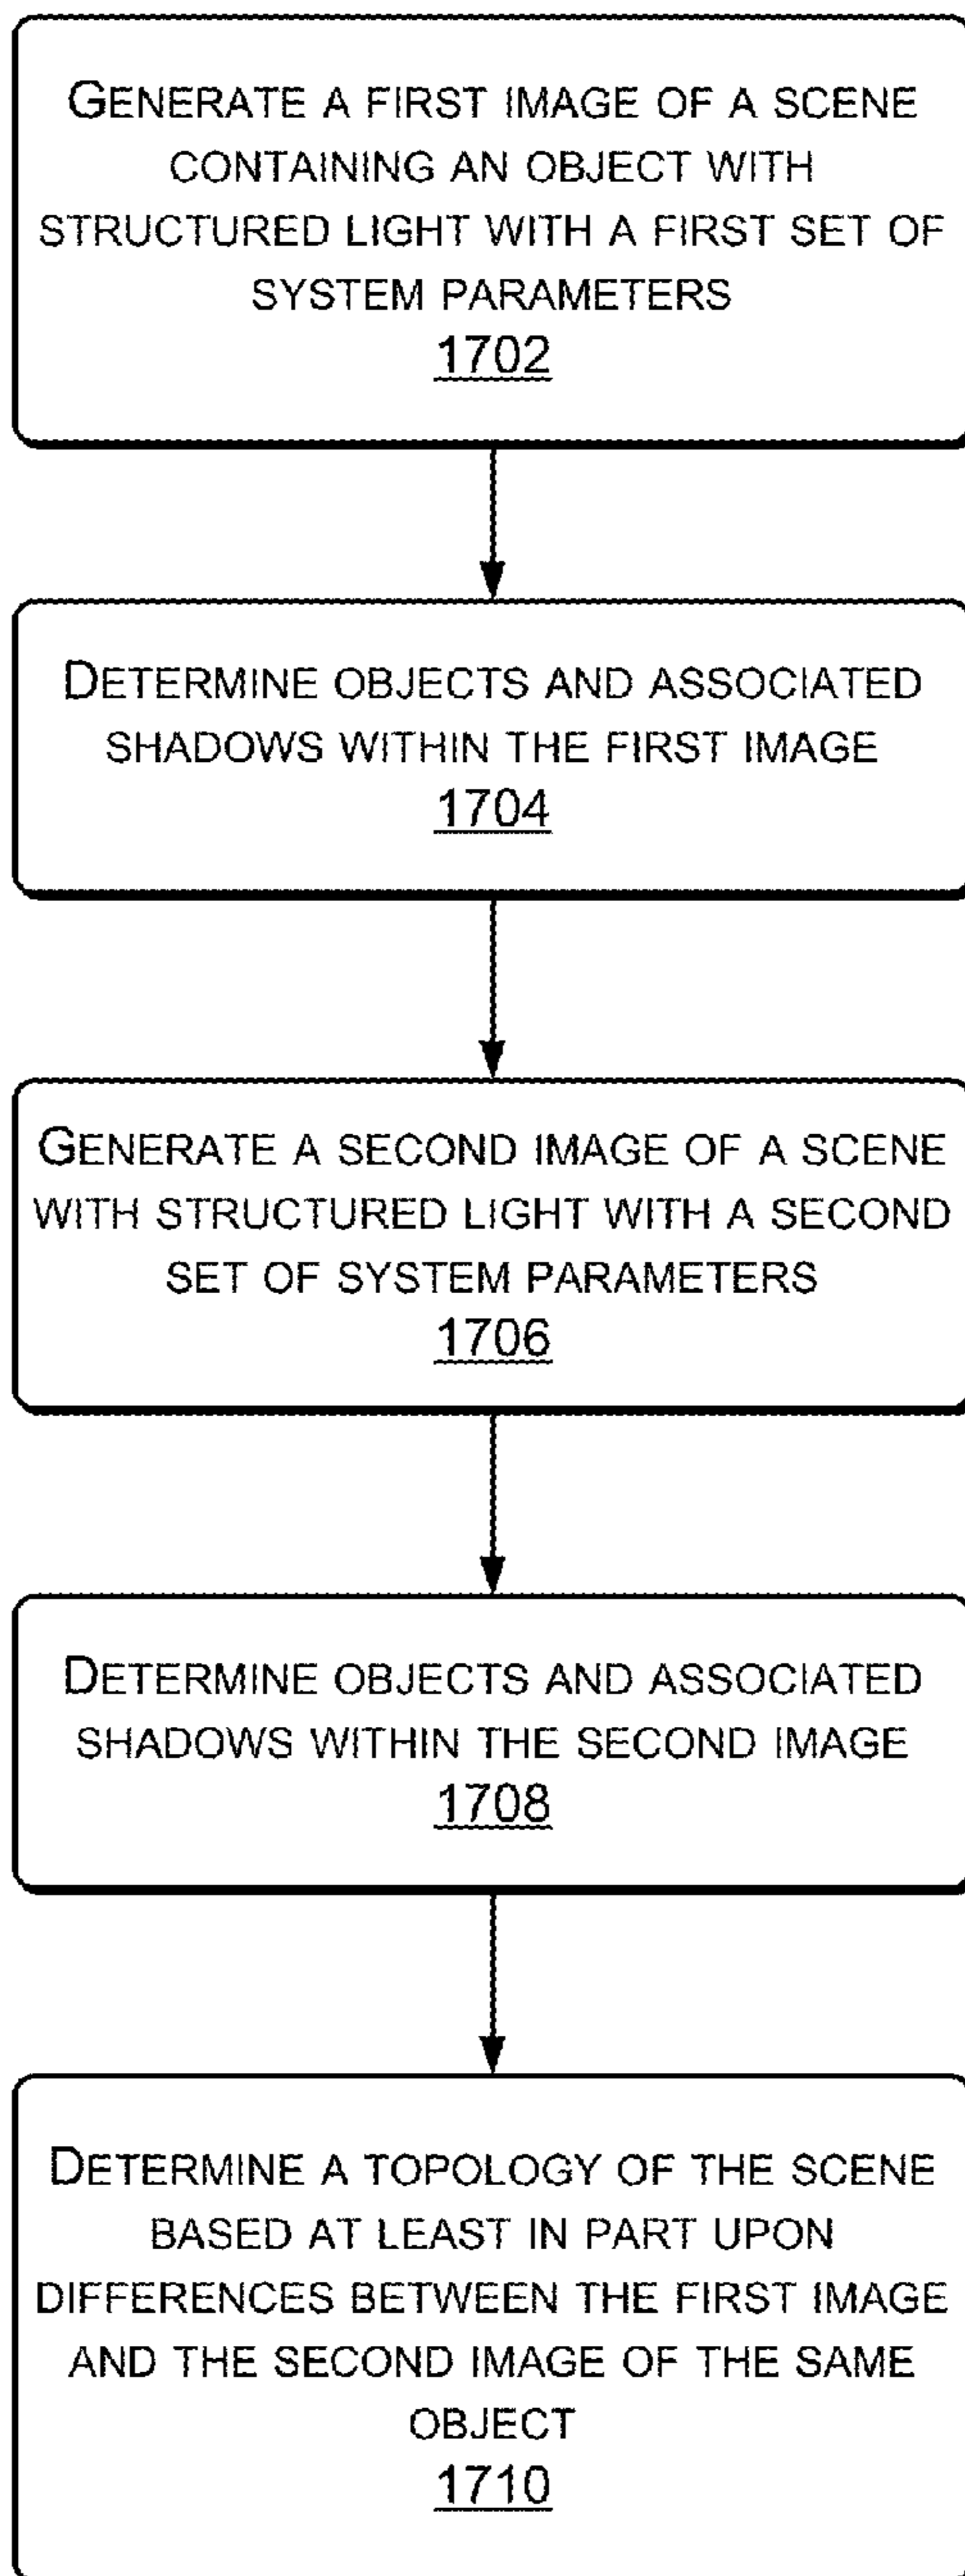 GENERATE A FIRST IMAGE OF A SCENE
CONTAINING AN OBJECT WITH
STRUCTURED LIGHT WITH A FIRST SET OF
SYSTEM PARAMETERS
1702
DETERMINE OBJECTS AND ASSOCIATED
SHADOWS WITHIN THE FIRST IMAGE
1704
GENERATE A SECOND IMAGE OF A SCENE
WITH STRUCTURED LIGHT WITH A SECOND
SET OF SYSTEM PARAMETERS
1706
DETERMINE OBJECTS AND ASSOCIATED
SHADOWS WITHIN THE SECOND IMAGE
1708
DETERMINE A TOPOLOGY OF THE SCENE
BASED AT LEAST IN PART UPON
DIFFERENCES BETWEEN THE FIRST IMAGE
AND THE SECOND IMAGE OF THE SAME
OBJECT
1710